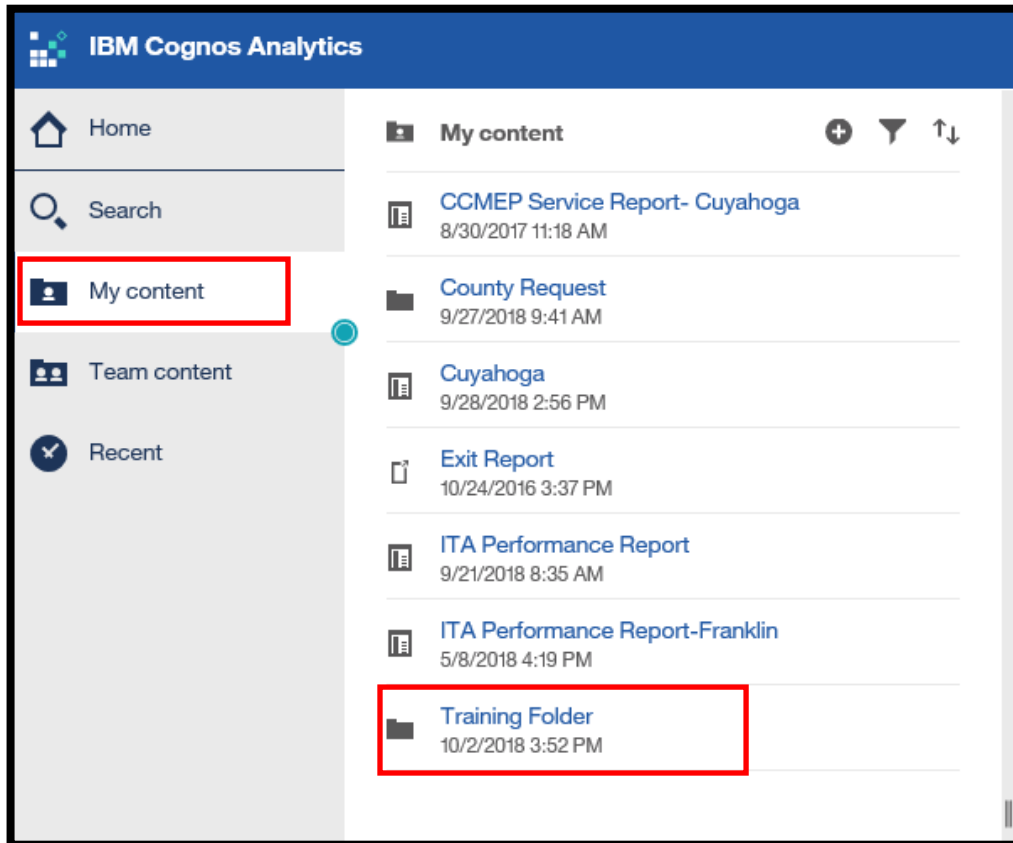 IBM Cognos Analytics
Home
Search
My content
Team content
Recent
My content
CCMEP Service Report- Cuyahoga
8/30/2017 11:18 AM
County Request
9/27/2018 9:41 AM
Cuyahoga
9/28/2018 2:56 PM
Exit Report
10/24/2016 3:37 PM
ITA Performance Report
9/21/2018 8:35 AM
ITA Performance Report-Franklin
5/8/2018 4:19 PM
Training Folder
10/2/2018 3:52 PM